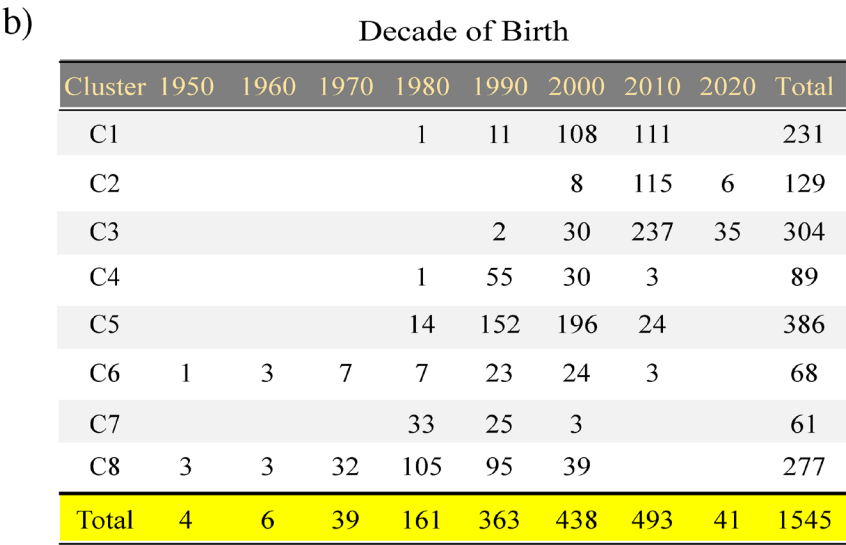 b)
Decade of Birth
Cluster 1950 1960 1970 1980 1990 2000 2010 2020 Total
C1 1 11 108 111 231
C2 8 115 6 129
C3 2 30 237 35 304
C4 1 55 30 3 89
C5 14 152 196 24 386
C6 1 3 7 7 23 24 3 68
C7 33 25 3 61
C8 3 3 32 105 95 39 277
Total 4 6 39 161 363 438 493 41 1545